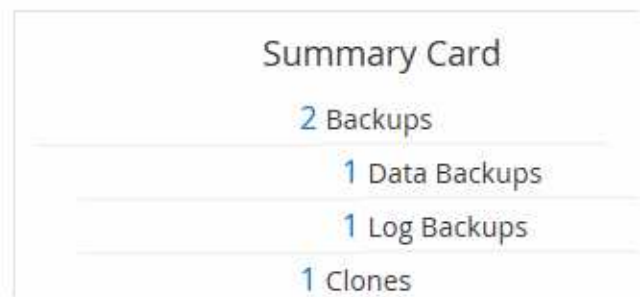 Summary Card
2 Backups
1 Data Backups
1 Log Backups
1 Clones